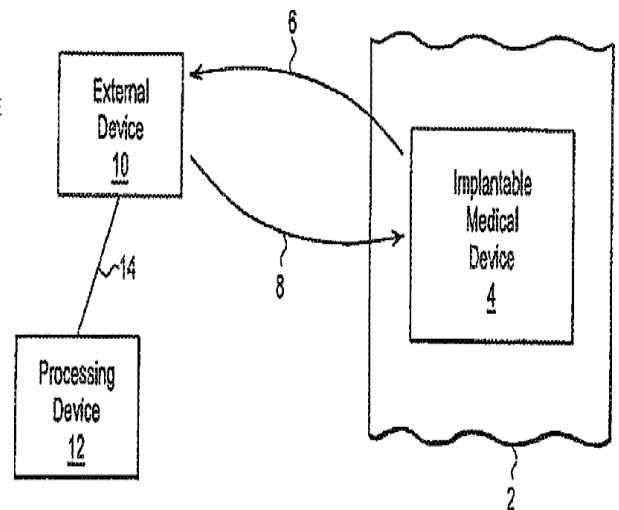 6
External
Device
10
Implantable
Medical
Device
4
8
14
Processing
Device
12
2